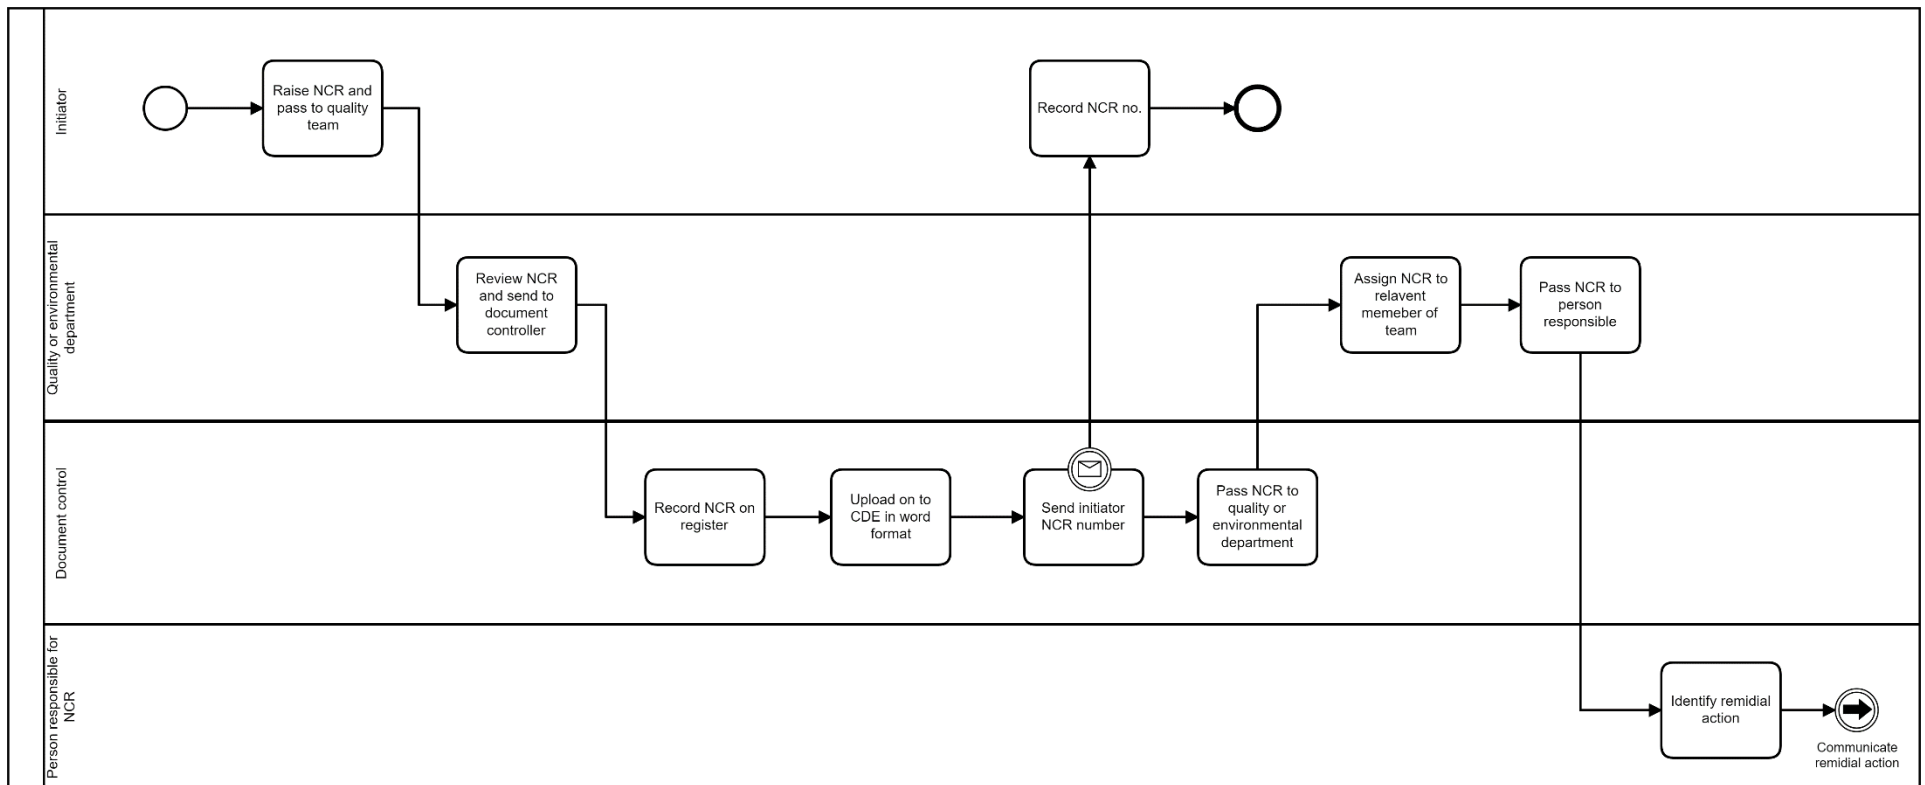 Initiator
Raise NCR and
pass to quality
team
Record NCR no.
Quality or environmental
department
Review NCR
and send to
document
controller
Assign NCR to
relavent
memeber of
team
Pass NCR to
person
responsible
Document control
Record NCR on
register
Upload on to
CDE in word
format
Send initiator
NCR number
Pass NCR to
quality or
environmental
department
Person responsible for
NCR
Identify remidial
action
Communicate
remidial action